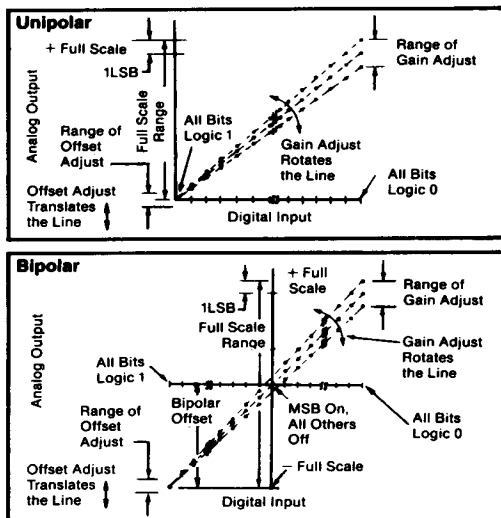 Unipolar
+ Full Scale
1LSB
Range of
Gain Adjust
Analog Output
Full Scale
Range
All Bits
Logic 1
Range of
Offset
Adjust
Gain Adjust
Rotates
the Line
Offset Adjust
Translates
the Line
All Bits
Logic 0
Digital Input
Bipolar
+ Full
Scale
1LSB
Full Scale
Range
Range of
Gain Adjust
Analog Output
Gain Adjust
Rotates
the Line
All Bits
Logic 1
Bipolar
Offset
MSB On,
All Others
Off
All Bits
Logic 0
Range of
Offset
Adjust
Offset Adjust
Translates
the Line
– Full Scale
Digital Input